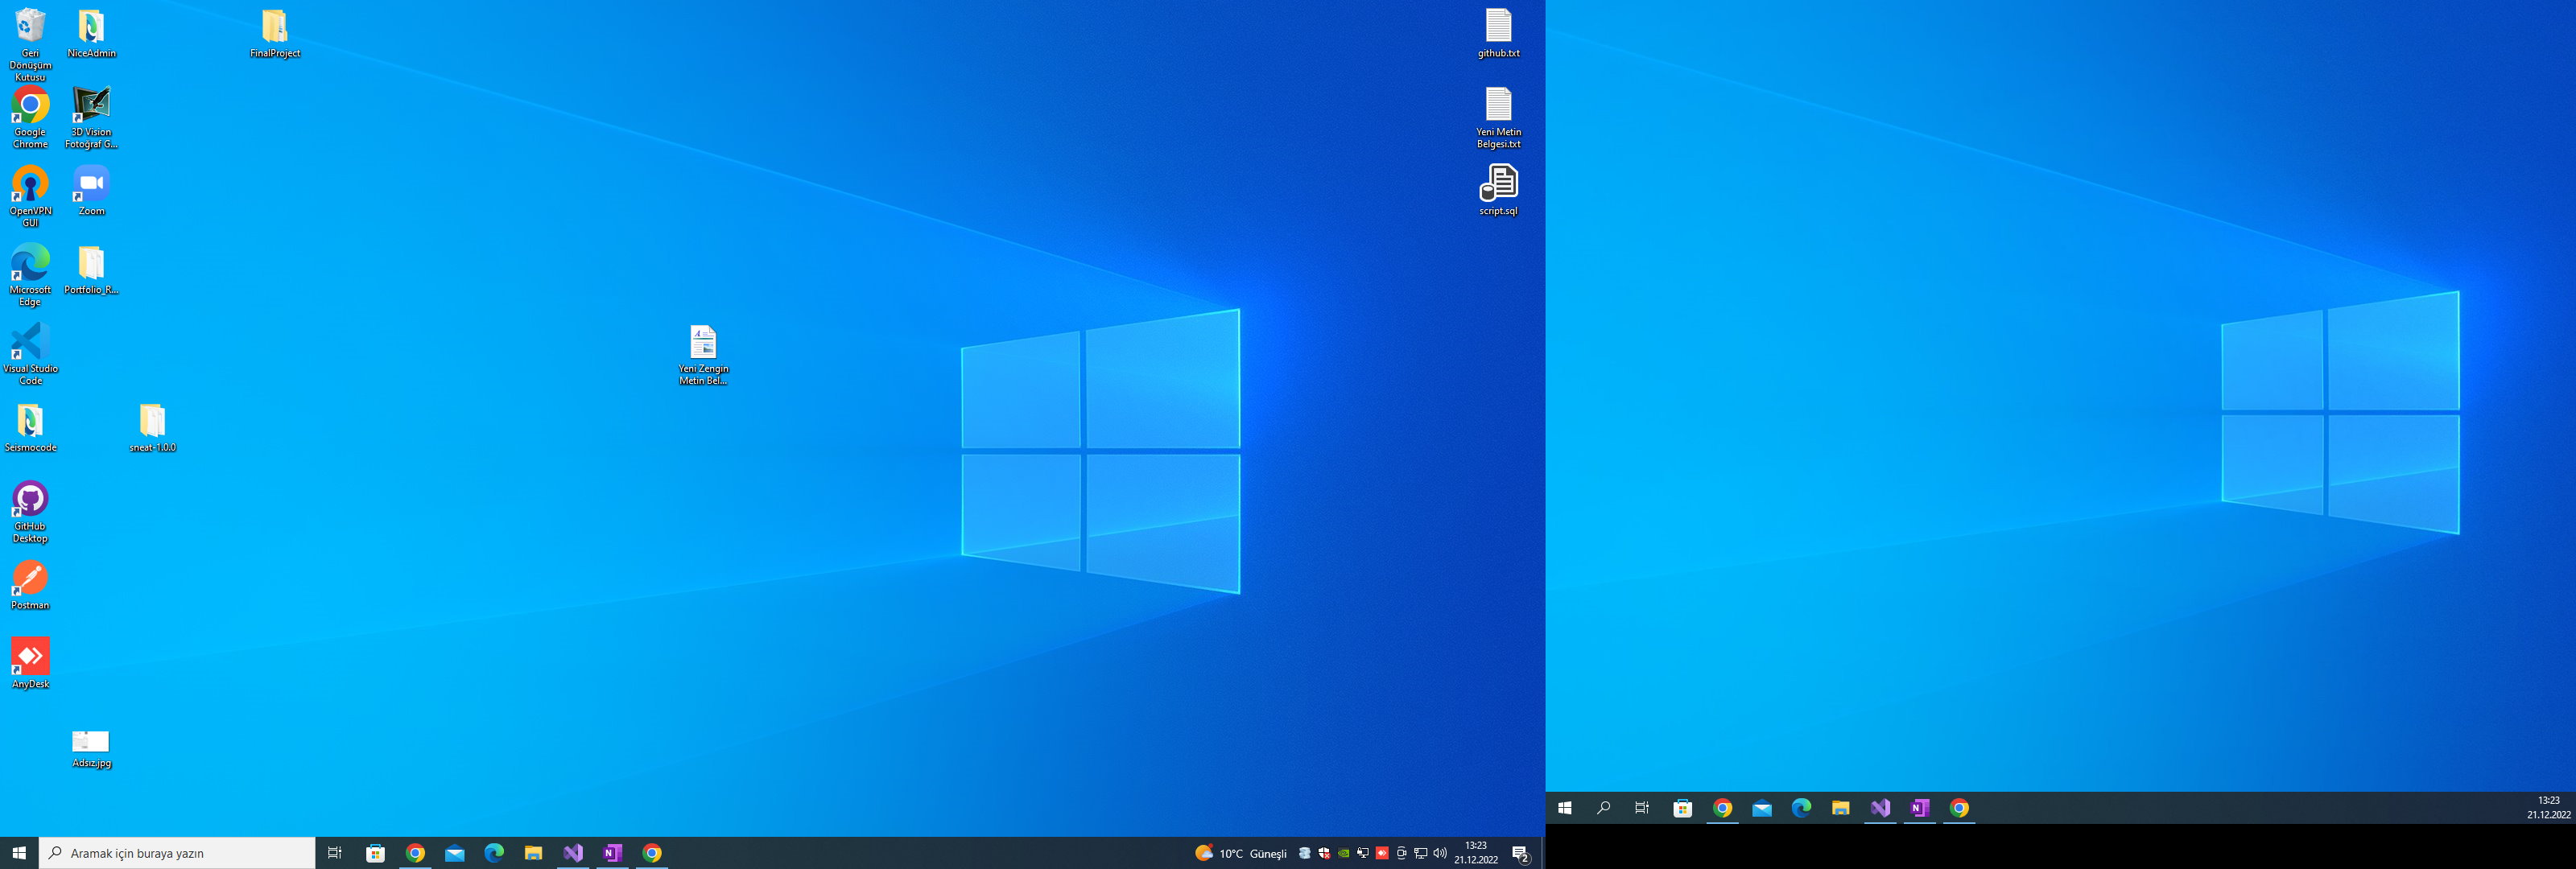 Geri
Dönüşüm
Kutusu
NiceAdmin
FinalProject
github.txt
Google
Chrome
3D Vision
Fotoğraf G...
Yeni Metin
Belgesi.txt
OpenVPN
GUI
Zoom
script.sql
Microsoft
Edge
Portfolio_R...
Visual Studio
Code
Yeni Zengin
Metin Bel...
Seismocode
sneat-1.0.0
GitHub
Desktop
Postman
AnyDesk
Adsız.jpg
Aramak için buraya yazın
10°C Güneşli
13:23
21.12.2022
2
13:23
21.12.2022